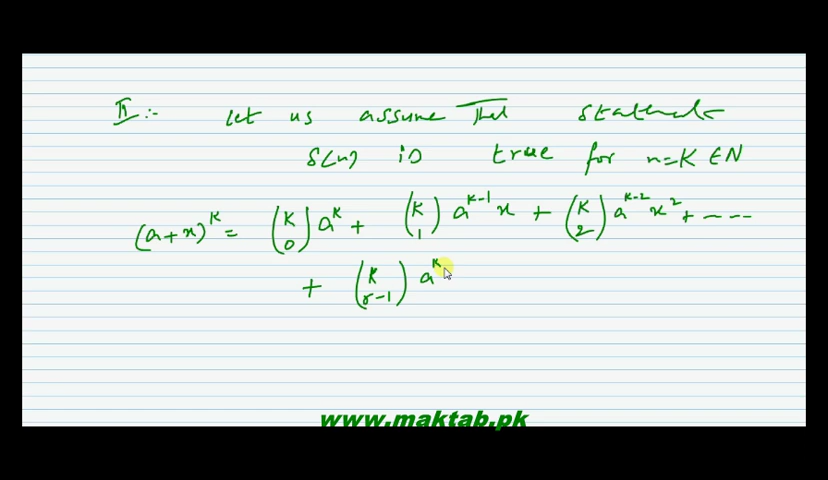 II :- let us assume that statement
S(n) is true for n=K ∈ N
(a+x)^K = (K 0) a^K + (K 1) a^{K-1} x + (K 2) a^{K-2} x^2 + -----
+ (K r-1) a^K
www.maktab.pk